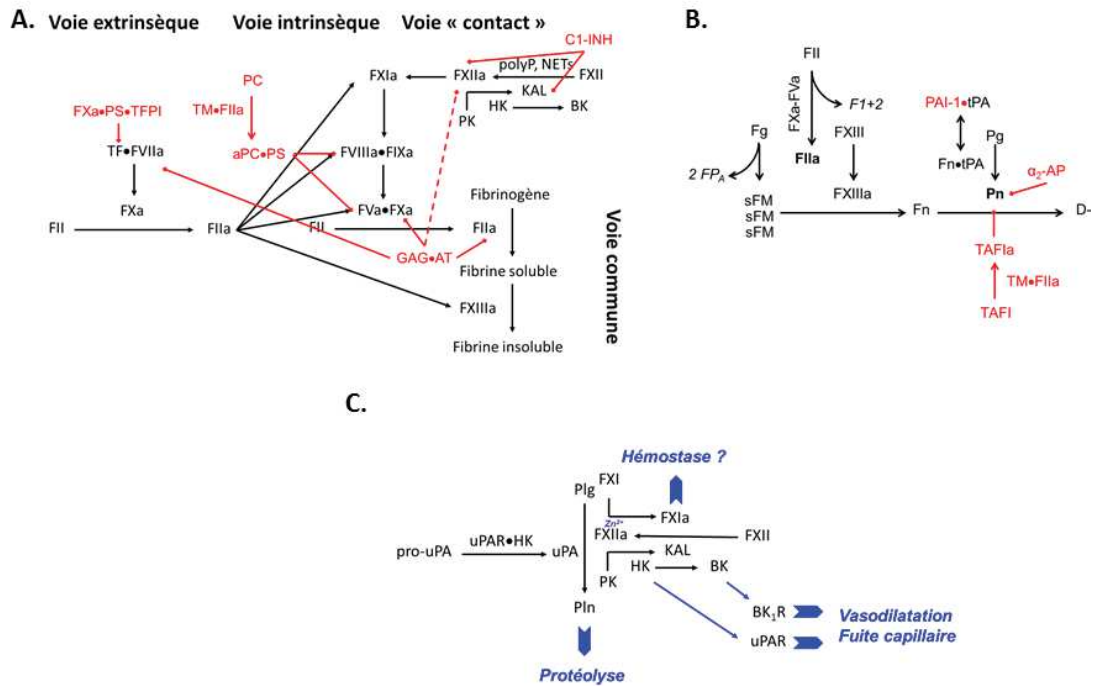 A.
Voie extrinsèque
Voie intrinsèque
Voie « contact »
C1-INH
polyP, NETs
FXIa
FXIIa
FXII
KAL
HK
BK
PK
PC
TM•FIIa
aPC•PS
FXa•PS•TFPI
TF•FVIIa
FVIIIa•FIXa
FXa
FVa•FXa
Fibrinogène
FII
FIIa
FII
FIIa
GAG•AT
Fibrine soluble
FXIIIa
Fibrine insoluble
Voie commune
B.
FII
FXa-FVa
F1+2
FIIa
Fg
2 FPA
sFM
sFM
sFM
FXIII
FXIIIa
PAI-1•tPA
Fn•tPA
Pg
Pn
α2-AP
Fn
D-
TAFIa
TM•FIIa
TAFI
C.
Hémostase ?
Plg
FXI
FXIa
Zn2+
FXIIa
FXII
pro-uPA
uPAR•HK
uPA
KAL
HK
BK
PK
Pln
BK1R
uPAR
Vasodilatation
Fuite capillaire
Protéolyse